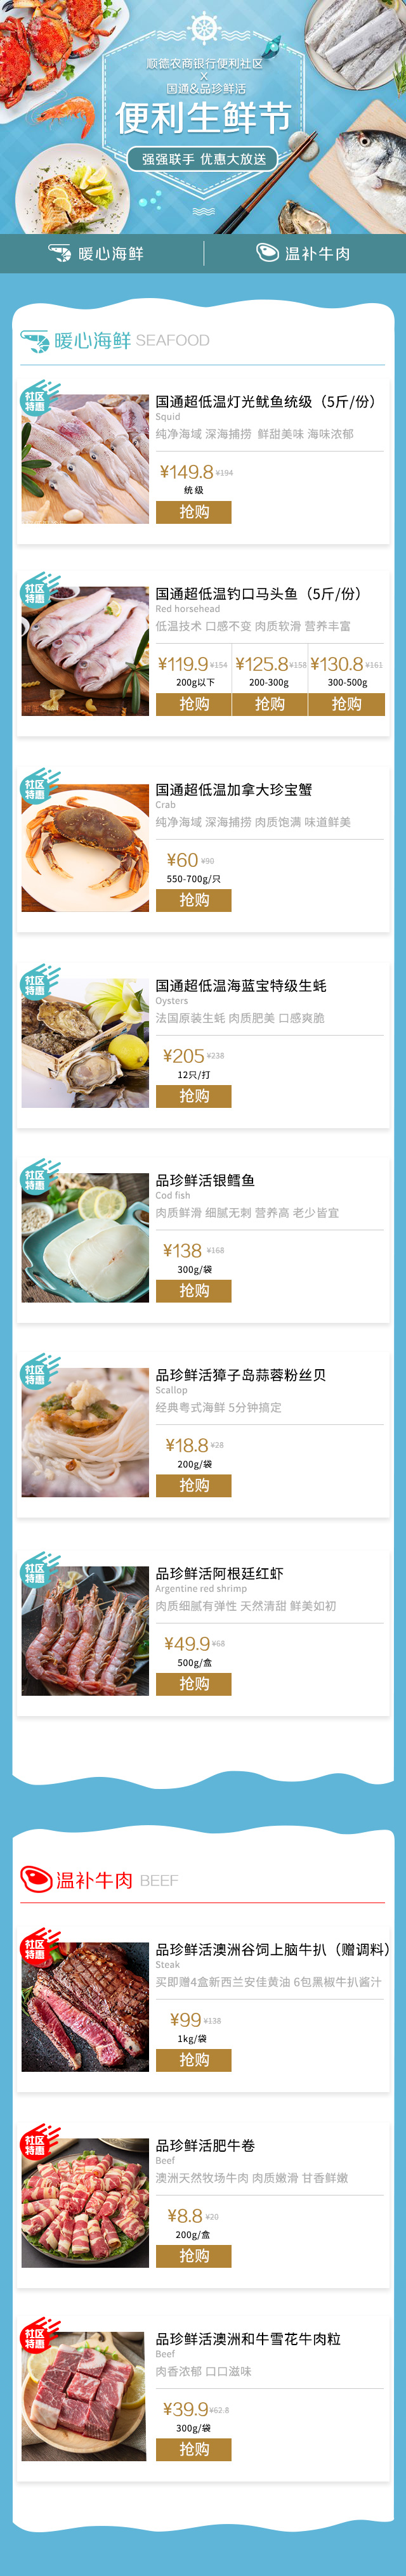 顺德农商银行便利社区
X
国通&品珍鲜活
便利生鲜节
强强联手 优惠大放送
暖心海鲜
温补牛肉
暖心海鲜 SEAFOOD
社区特惠
国通超低温灯光鱿鱼统级（5斤/份）
Squid
纯净海域 深海捕捞 鲜甜美味 海味浓郁
¥149.8 ¥194
统级
抢购
社区特惠
国通超低温钓口马头鱼（5斤/份）
Red horsehead
低温技术 口感不变 肉质软滑 营养丰富
¥119.9 ¥154 ¥125.8 ¥158 ¥130.8 ¥161
200g以下 200-300g 300-500g
抢购 抢购 抢购
社区特惠
国通超低温加拿大珍宝蟹
Crab
纯净海域 深海捕捞 肉质饱满 味道鲜美
¥60 ¥90
550-700g/只
抢购
社区特惠
国通超低温海蓝宝特级生蚝
Oysters
法国原装生蚝 肉质肥美 口感爽脆
¥205 ¥238
12只/打
抢购
社区特惠
品珍鲜活银鳕鱼
Cod fish
肉质鲜滑 细腻无刺 营养高 老少皆宜
¥138 ¥168
300g/袋
抢购
社区特惠
品珍鲜活獐子岛蒜蓉粉丝贝
Scallop
经典粤式海鲜 5分钟搞定
¥18.8 ¥28
200g/袋
抢购
社区特惠
品珍鲜活阿根廷红虾
Argentine red shrimp
肉质细腻有弹性 天然清甜 鲜美如初
¥49.9 ¥68
500g/盒
抢购
温补牛肉 BEEF
社区特惠
品珍鲜活澳洲谷饲上脑牛扒（赠调料）
Steak
买即赠4盒新西兰安佳黄油 6包黑椒牛扒酱汁
¥99 ¥138
1kg/袋
抢购
社区特惠
品珍鲜活肥牛卷
Beef
澳洲天然牧场牛肉 肉质嫩滑 甘香鲜嫩
¥8.8 ¥20
200g/盒
抢购
社区特惠
品珍鲜活澳洲和牛雪花牛肉粒
Beef
肉香浓郁 口口滋味
¥39.9 ¥62.8
300g/袋
抢购